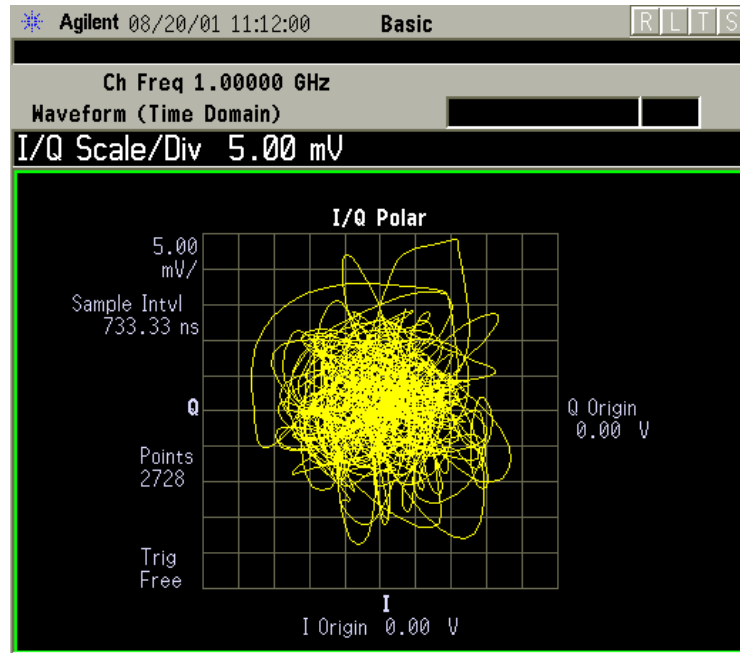 Agilent 08/20/01 11:12:00 Basic R L T S
Ch Freq 1.00000 GHz
Waveform (Time Domain)
I/Q Scale/Div 5.00 mV
I/Q Polar
5.00
mV/
Sample Intvl
733.33 ns
Q
Q Origin
0.00 V
Points
2728
Trig
Free
I
I Origin 0.00 V